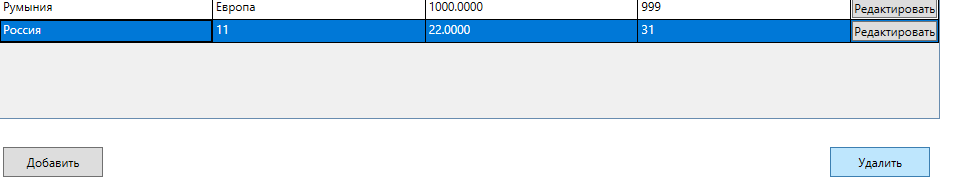 Румыния Европа 1000.0000 999 Редактировать
Россия 11 22.0000 31 Редактировать
Добавить Удалить